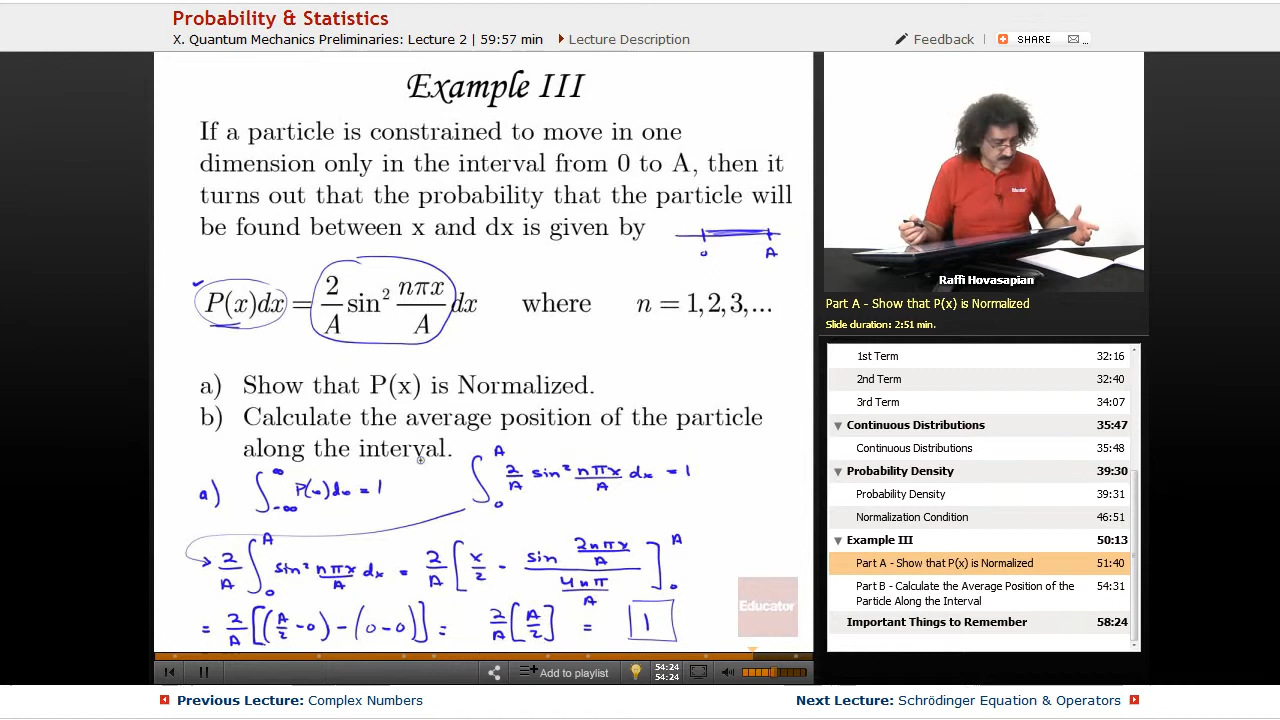 Probability & Statistics
X. Quantum Mechanics Preliminaries: Lecture 2 | 59:57 min
Lecture Description
Feedback
SHARE
...
Example III
If a particle is constrained to move in one
dimension only in the interval from 0 to A, then it
turns out that the probability that the particle will
be found between x and dx is given by
0 A
P(x)dx = 2/A sin² nπx/A dx where n = 1,2,3,...
a) Show that P(x) is Normalized.
b) Calculate the average position of the particle
along the interval.
a) ∫_{-∞}^{∞} P(x)dx = 1 ∫_0^A 2/A sin² nπx/A dx = 1
2/A ∫_0^A sin² nπx/A dx = 2/A [ x/2 - (sin 2nπx/A)/(4nπ/A) ]_0^A
= 2/A [(A/2 - 0) - (0 - 0)] = 2/A [A/2] = 1
Educator
Educator
Raffi Hovasapian
Part A - Show that P(x) is Normalized
Slide duration: 2:51 min.
1st Term 32:16
2nd Term 32:40
3rd Term 34:07
Continuous Distributions 35:47
Continuous Distributions 35:48
Probability Density 39:30
Probability Density 39:31
Normalization Condition 46:51
Example III 50:13
Part A - Show that P(x) is Normalized 51:40
Part B - Calculate the Average Position of the 54:31
Particle Along the Interval
Important Things to Remember 58:24
Add to playlist
54:24
54:24
Previous Lecture: Complex Numbers
Next Lecture: Schrödinger Equation & Operators